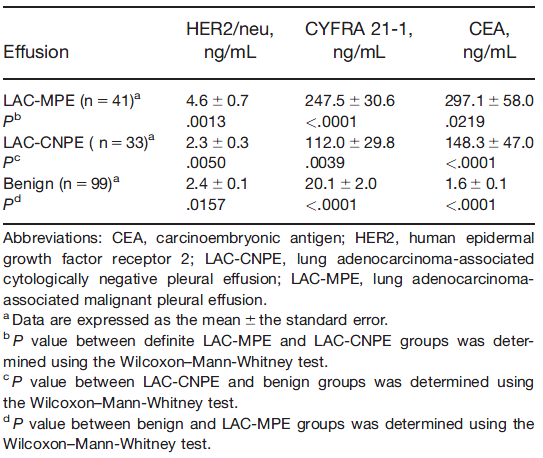 Effusion HER2/neu, ng/mL CYFRA 21-1, ng/mL CEA, ng/mL
LAC-MPE (n = 41)a 4.6 ± 0.7 247.5 ± 30.6 297.1 ± 58.0
Pb .0013 <.0001 .0219
LAC-CNPE ( n = 33)a 2.3 ± 0.3 112.0 ± 29.8 148.3 ± 47.0
Pc .0050 .0039 <.0001
Benign (n = 99)a 2.4 ± 0.1 20.1 ± 2.0 1.6 ± 0.1
Pd .0157 <.0001 <.0001
Abbreviations: CEA, carcinoembryonic antigen; HER2, human epidermal
growth factor receptor 2; LAC-CNPE, lung adenocarcinoma-associated
cytologically negative pleural effusion; LAC-MPE, lung adenocarcinoma-
associated malignant pleural effusion.
a Data are expressed as the mean ± the standard error.
b P value between definite LAC-MPE and LAC-CNPE groups was deter-
mined using the Wilcoxon–Mann-Whitney test.
c P value between LAC-CNPE and benign groups was determined using
the Wilcoxon–Mann-Whitney test.
d P value between benign and LAC-MPE groups was determined using the
Wilcoxon–Mann-Whitney test.